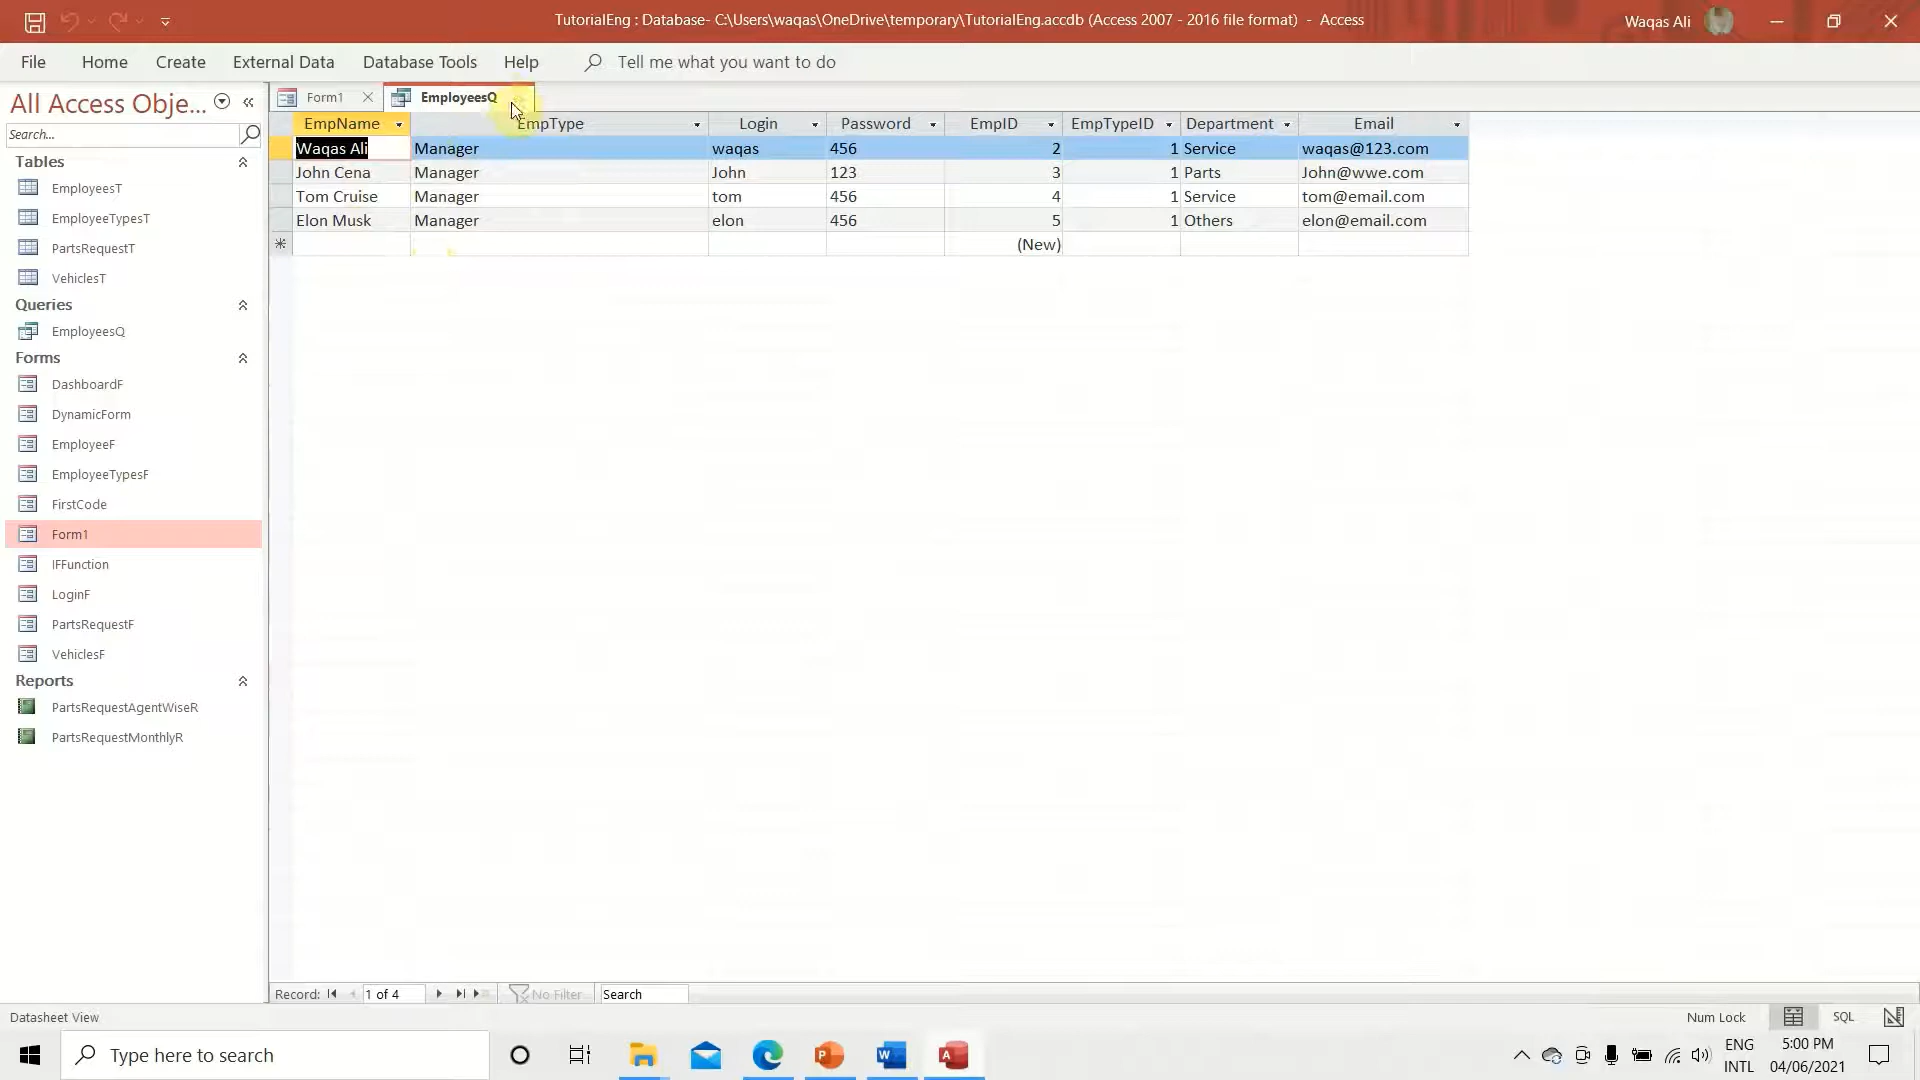 TutorialEng : Database- C:\Users\waqas\OneDrive\temporary\TutorialEng.accdb (Access 2007 - 2016 file format) - Access
Waqas Ali
File Home Create External Data Database Tools Help Tell me what you want to do
All Access Obje...
Search...
Tables
EmployeesT
EmployeeTypesT
PartsRequestT
VehiclesT
Queries
EmployeesQ
Forms
DashboardF
DynamicForm
EmployeeF
EmployeeTypesF
FirstCode
Form1
IFFunction
LoginF
PartsRequestF
VehiclesF
Reports
PartsRequestAgentWiseR
PartsRequestMonthlyR
Form1 EmployeesQ
EmpName EmpType Login Password EmpID EmpTypeID Department Email
Waqas Ali Manager waqas 456 2 1 Service waqas@123.com
John Cena Manager John 123 3 1 Parts John@wwe.com
Tom Cruise Manager tom 456 4 1 Service tom@email.com
Elon Musk Manager elon 456 5 1 Others elon@email.com
(New)
Record: 1 of 4 No Filter Search
Datasheet View
Num Lock SQL
Type here to search
ENG
INTL
5:00 PM
04/06/2021